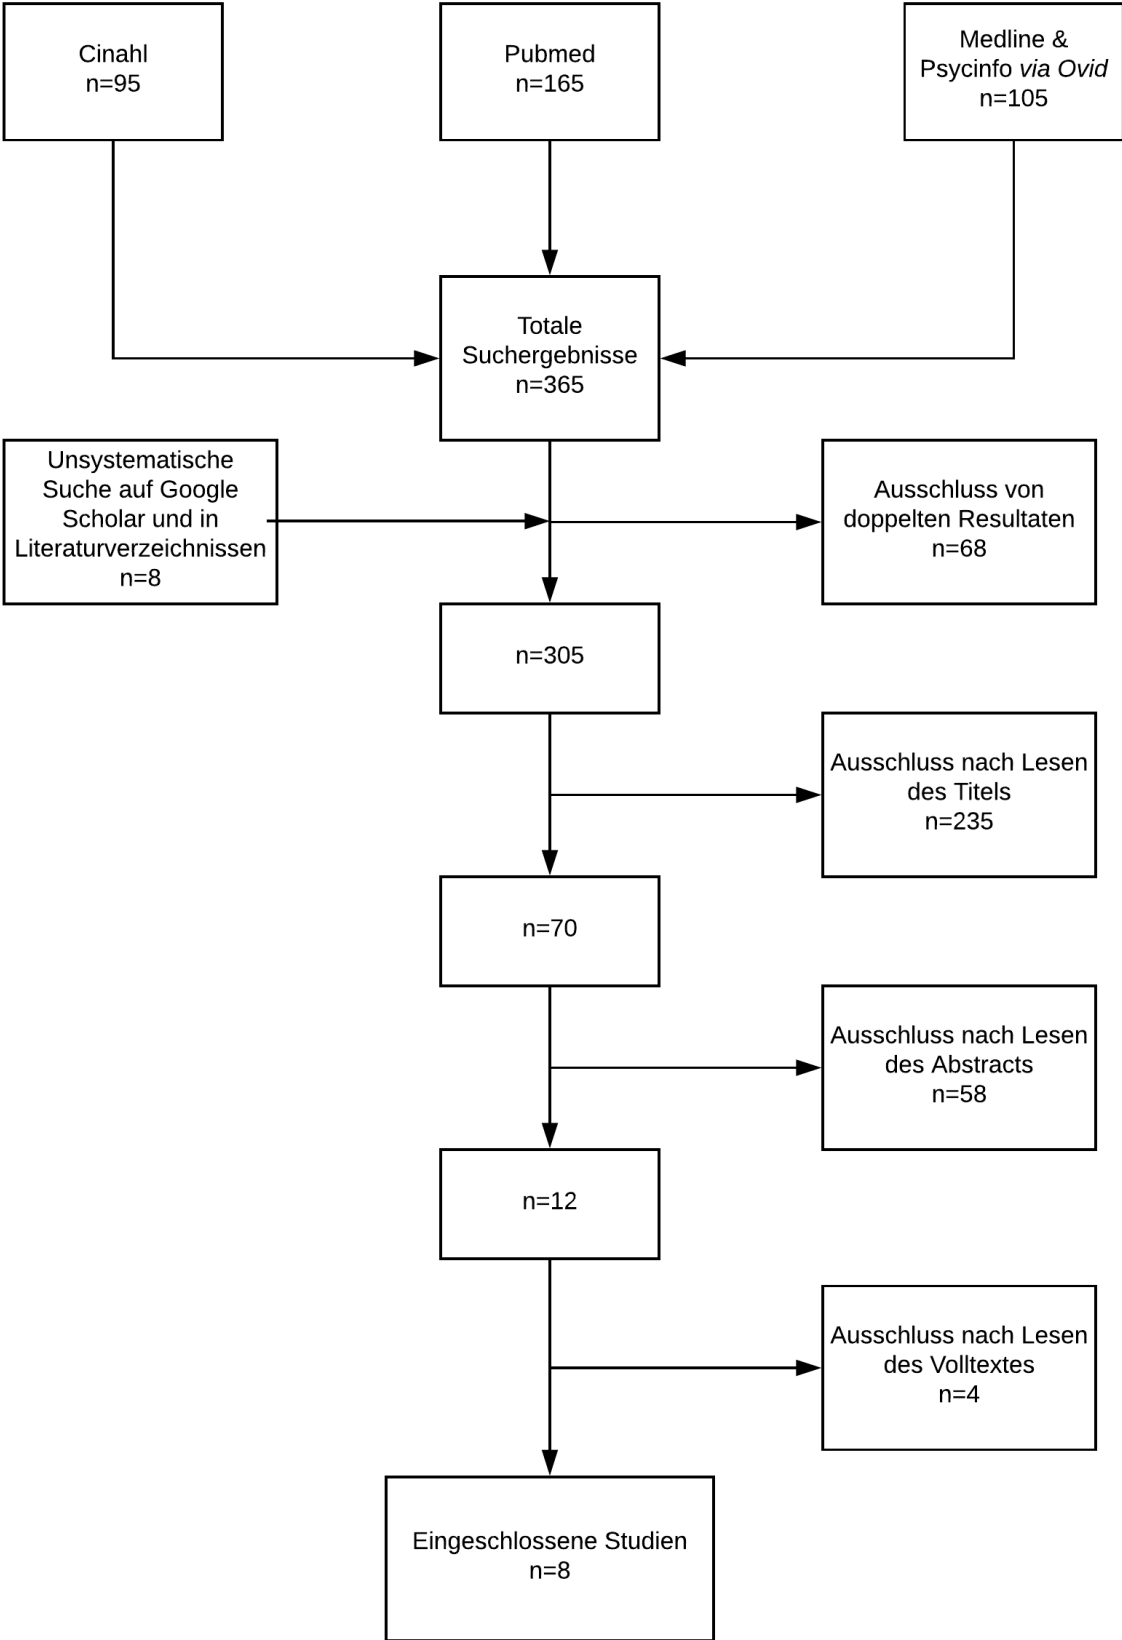 Cinahl
n=95
Pubmed
n=165
Medline &
Psycinfo via Ovid
n=105
Totale
Suchergebnisse
n=365
Unsystematische
Suche auf Google
Scholar und in
Literaturverzeichnissen
n=8
Ausschluss von
doppelten Resultaten
n=68
n=305
Ausschluss nach Lesen
des Titels
n=235
n=70
Ausschluss nach Lesen
des Abstracts
n=58
n=12
Ausschluss nach Lesen
des Volltextes
n=4
Eingeschlossene Studien
n=8